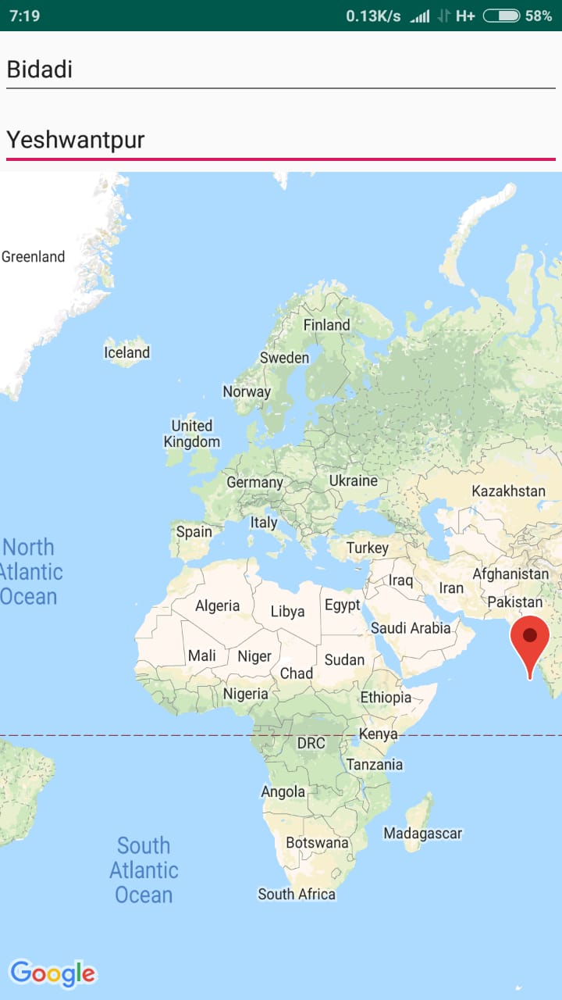 7:19 0.13K/s H+ 58%
Bidadi
Yeshwantpur
Greenland
Finland
Iceland
Sweden
Norway
United
Kingdom
Germany
Ukraine
Kazakhstan
Italy
Spain
Turkey
North
Atlantic
Ocean
Iraq
Afghanistan
Iran
Pakistan
Algeria
Libya
Egypt
Saudi Arabia
Mali
Niger
Sudan
Chad
Nigeria
Ethiopia
Kenya
DRC
Tanzania
Angola
Madagascar
Botswana
South
Atlantic
Ocean
South Africa
Google